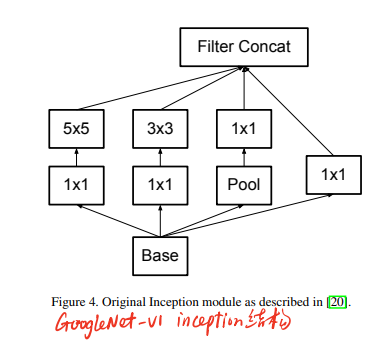 Filter Concat
5x5
3x3
1x1
1x1
1x1
Pool
1x1
Base
Figure 4. Original Inception module as described in [20].
GoogleNet-V1 inception结构